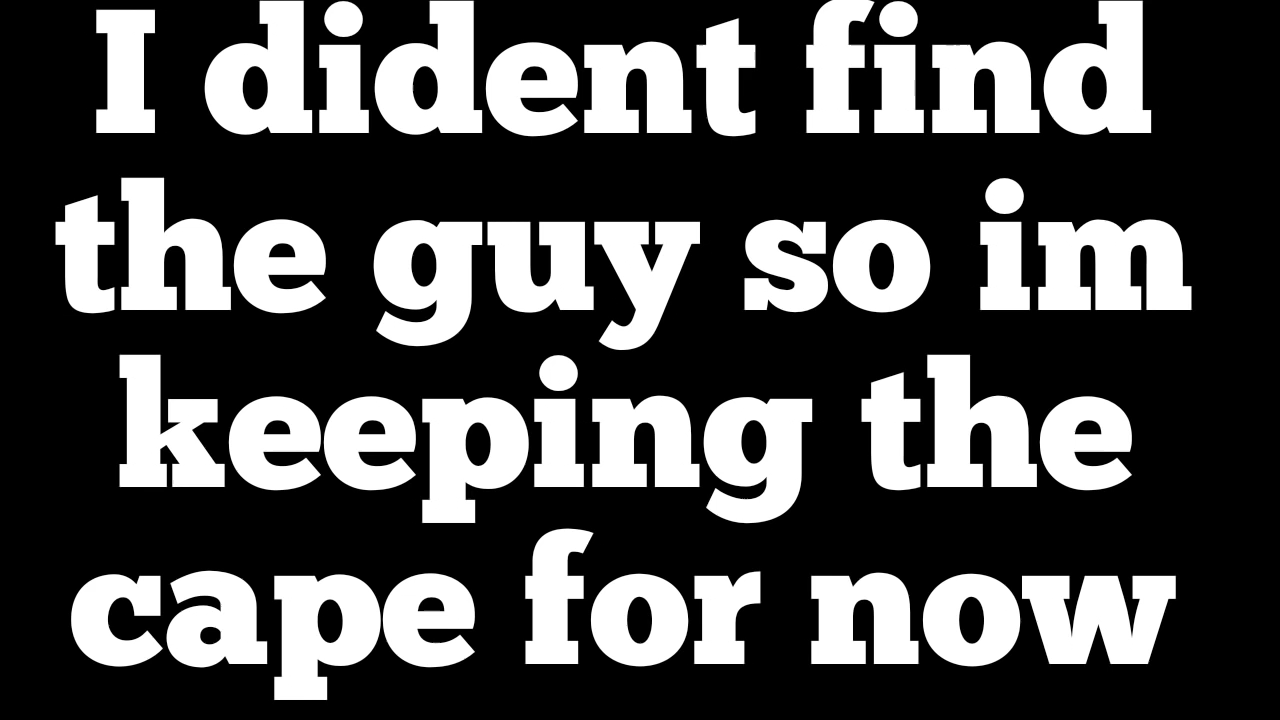 I dident find
the guy so im
keeping the
cape for now